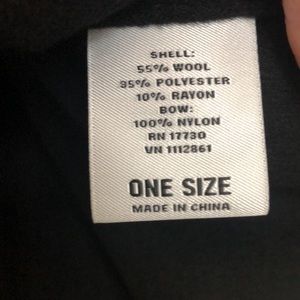 SHELL:
55% WOOL
35% POLYESTER
10% RAYON
BOW:
100% NYLON
RN 17730
VN 1112861
ONE SIZE
MADE IN CHINA